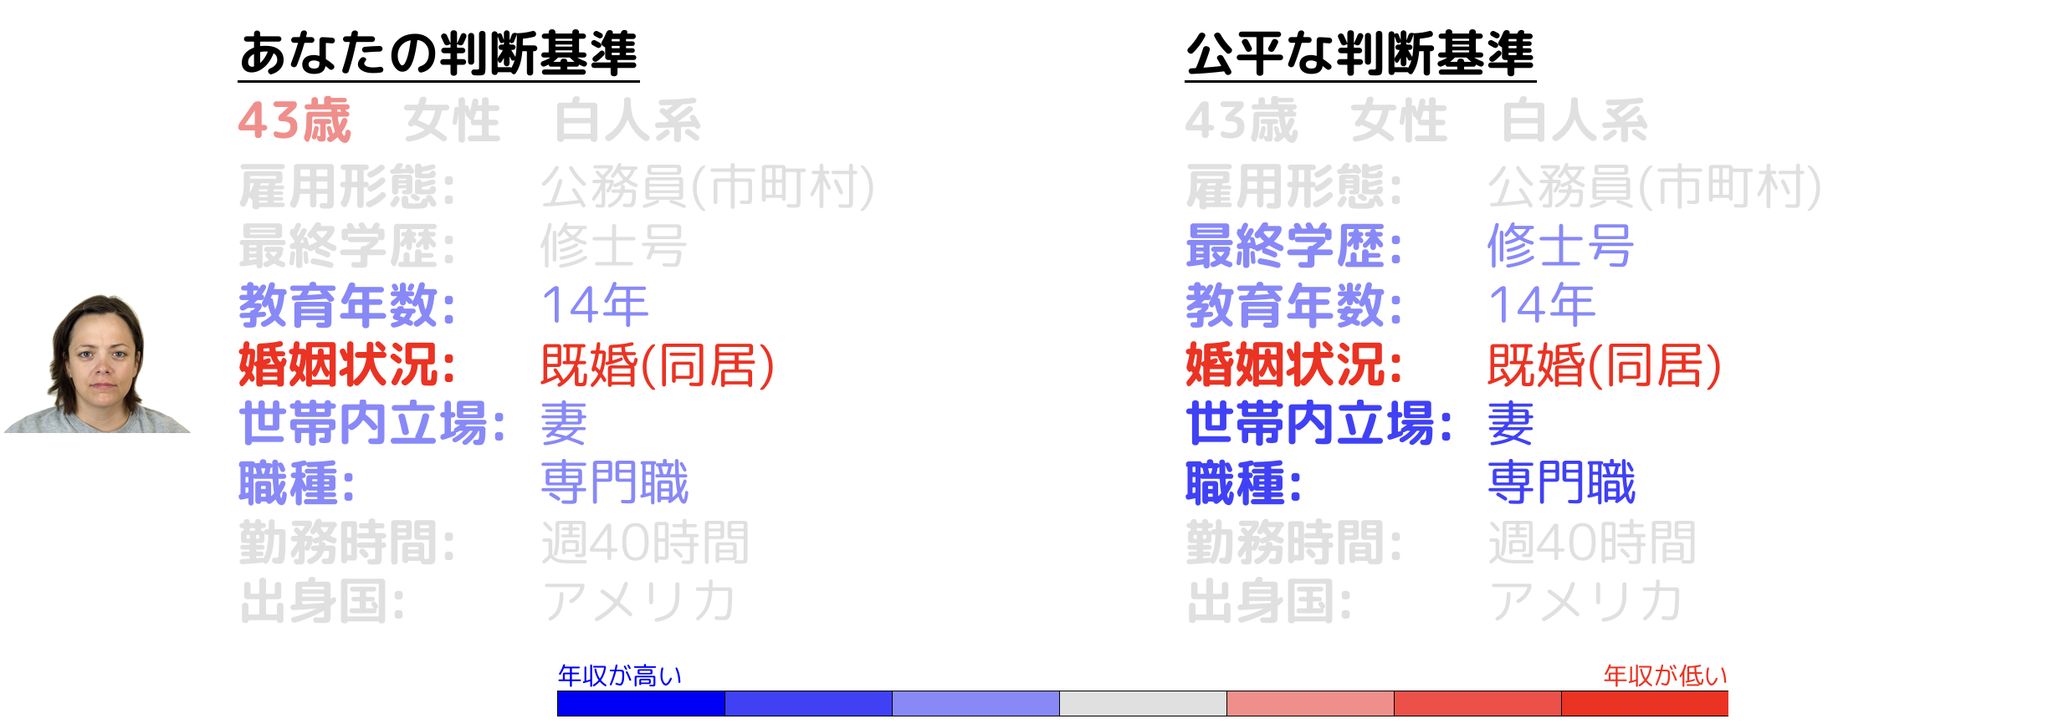 あなたの判断基準
43歳 女性 白人系
雇用形態: 公務員(市町村)
最終学歴: 修士号
教育年数: 14年
婚姻状況: 既婚(同居)
世帯内立場: 妻
職種: 専門職
勤務時間: 週40時間
出身国: アメリカ
公平な判断基準
43歳 女性 白人系
雇用形態: 公務員(市町村)
最終学歴: 修士号
教育年数: 14年
婚姻状況: 既婚(同居)
世帯内立場: 妻
職種: 専門職
勤務時間: 週40時間
出身国: アメリカ
年収が高い
年収が低い